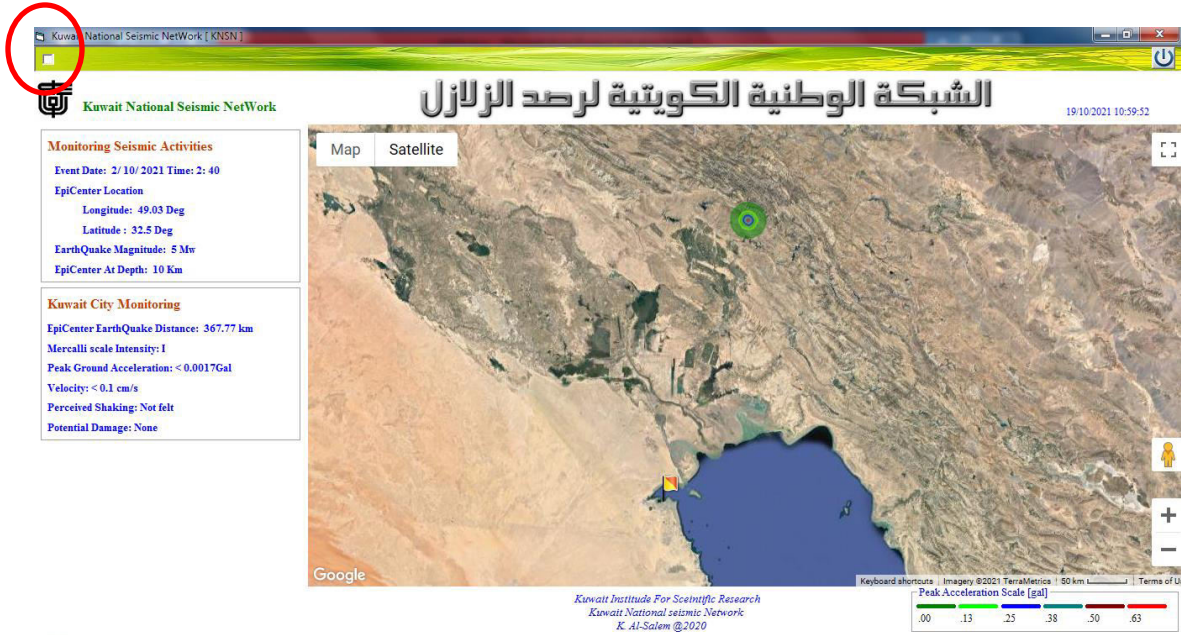 Kuwait National Seismic NetWork [ KNSN ]
Kuwait National Seismic NetWork
الشبكة الوطنية الكويتية لرصد الزلازل
19/10/2021 10:59:52
Monitoring Seismic Activities
Event Date: 2/ 10/ 2021 Time: 2: 40
EpiCenter Location
Longitude: 49.03 Deg
Latitude : 32.5 Deg
EarthQuake Magnitude: 5 Mw
EpiCenter At Depth: 10 Km
Kuwait City Monitoring
EpiCenter EarthQuake Distance: 367.77 km
Mercalli scale Intensity: I
Peak Ground Acceleration: < 0.0017Gal
Velocity: < 0.1 cm/s
Perceived Shaking: Not felt
Potential Damage: None
Map Satellite
Google
Keyboard shortcuts Imagery ©2021 TerraMetrics 50 km Terms of U
Kuwait Institude For Sceintific Research
Kuwait National seismic Network
K. Al-Salem @2020
Peak Acceleration Scale [gal]
.00 .13 .25 .38 .50 .63